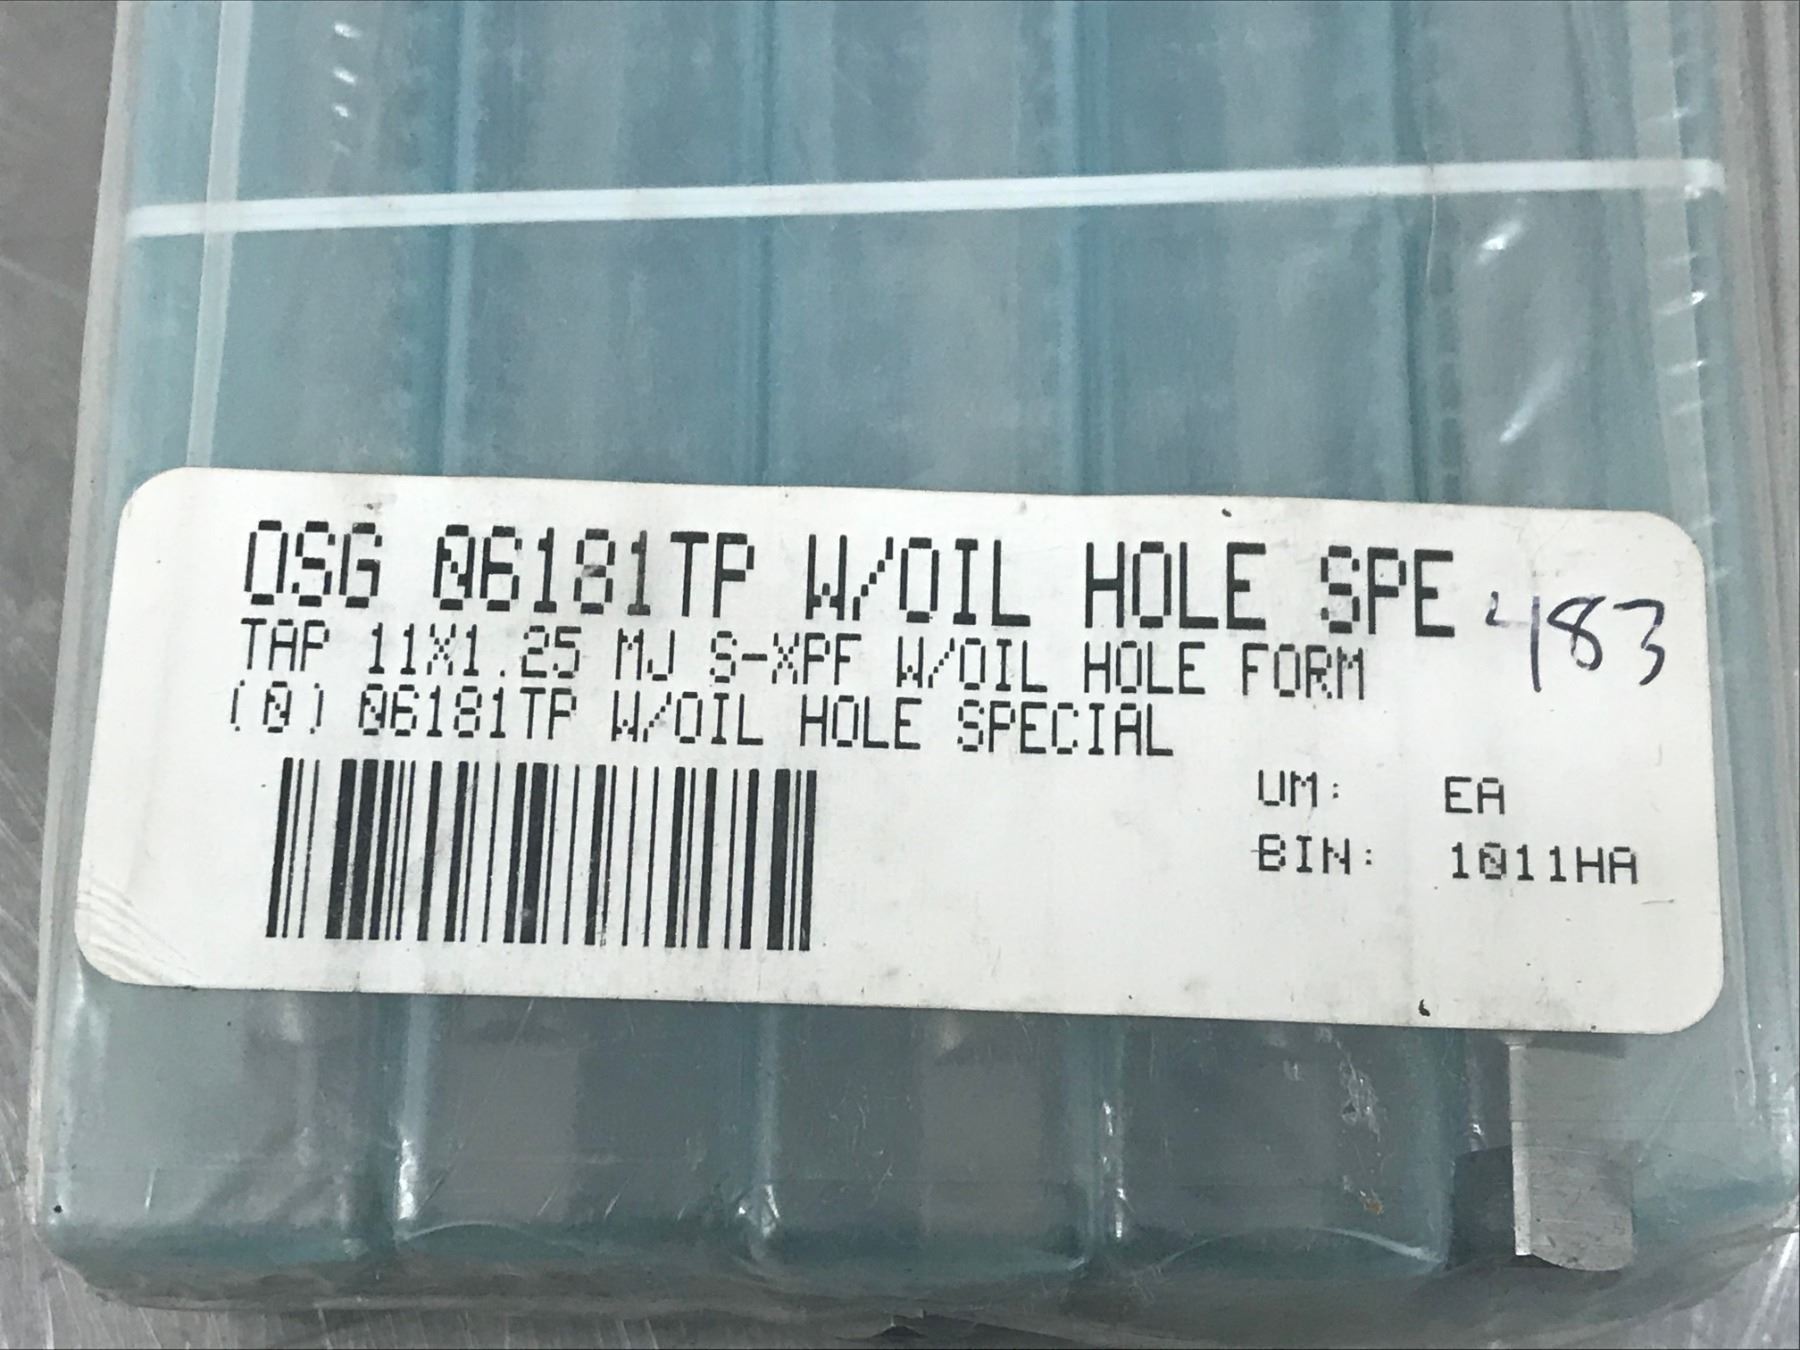 OSG 06181TP W/OIL HOLE SPE 483
TAP 11X1.25 MJ S-XPF W/OIL HOLE FORM
(0) 06181TP W/OIL HOLE SPECIAL
UM: EA
BIN: 1011HA